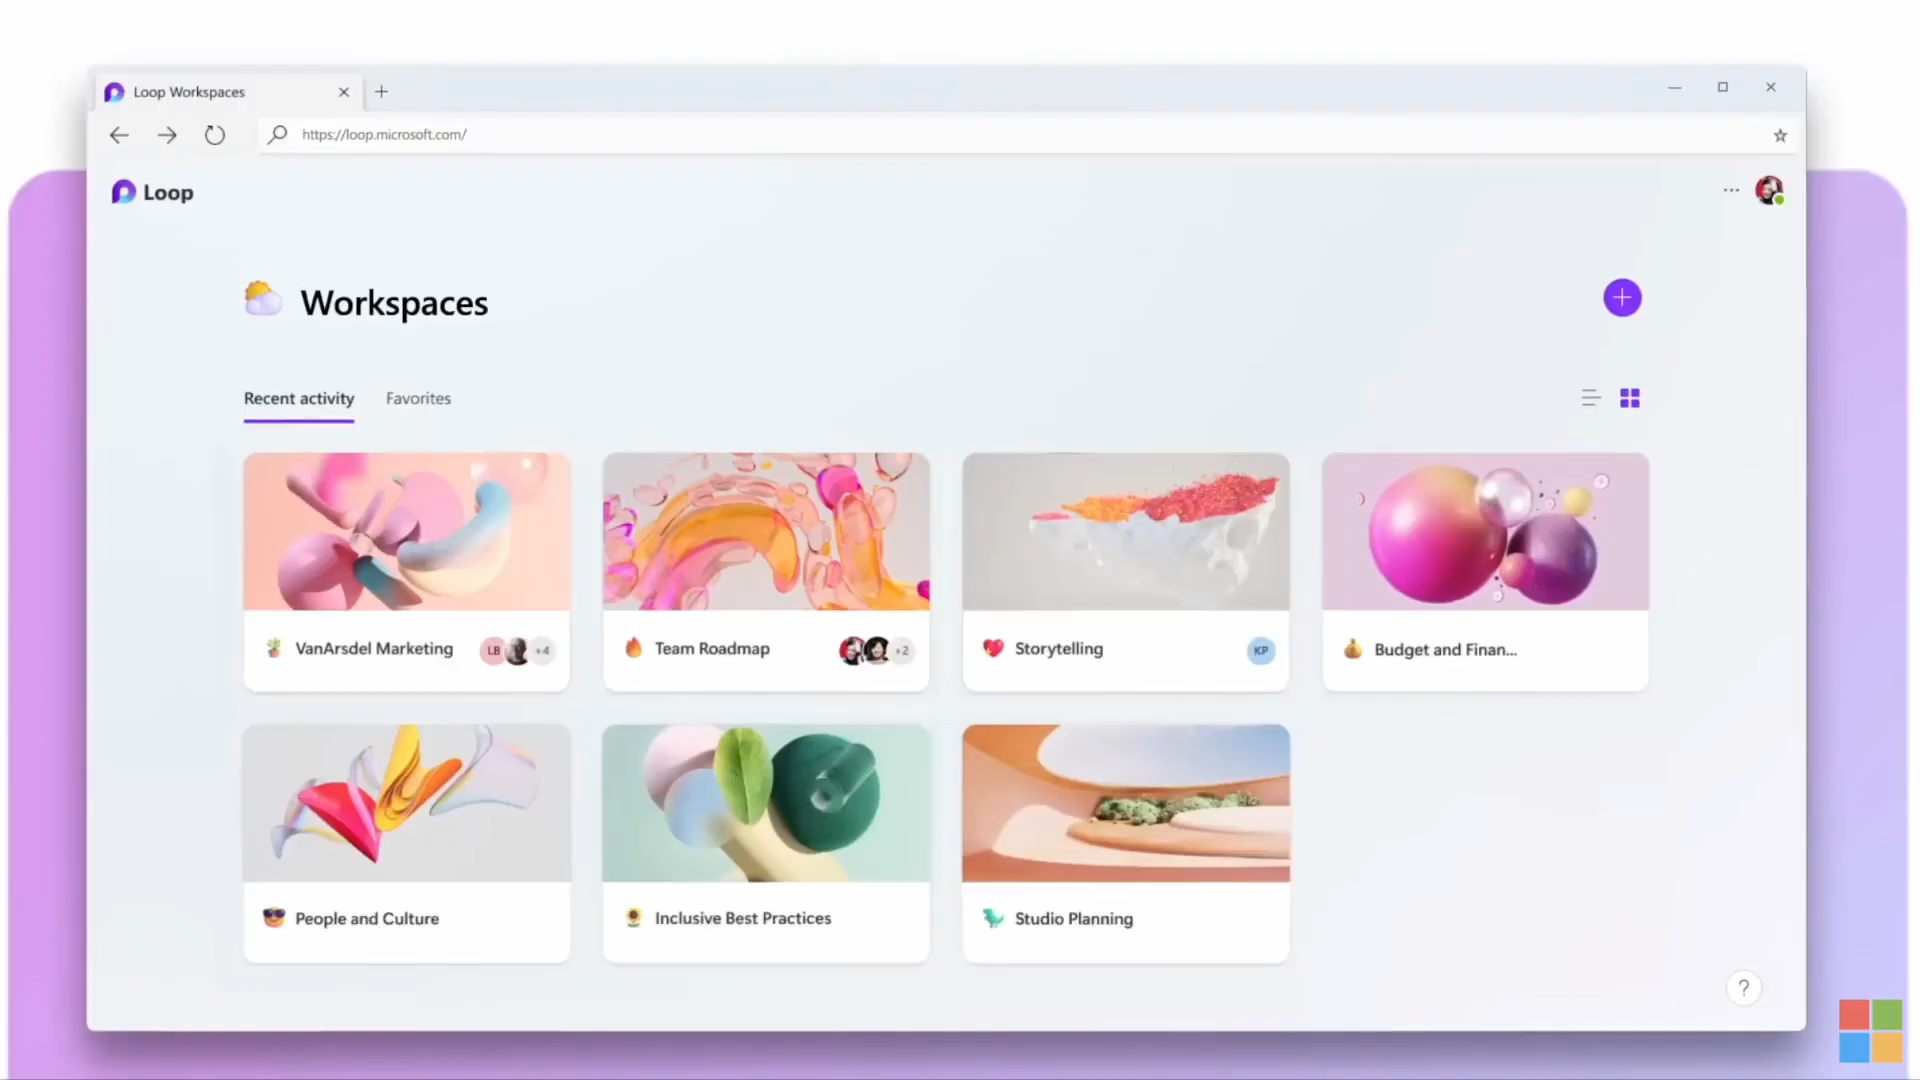 Loop Workspaces
https://loop.microsoft.com/
Loop
Workspaces
Recent activity
Favorites
VanArsdel Marketing
LB
+4
Team Roadmap
+2
Storytelling
KP
Budget and Finan...
People and Culture
Inclusive Best Practices
Studio Planning
?